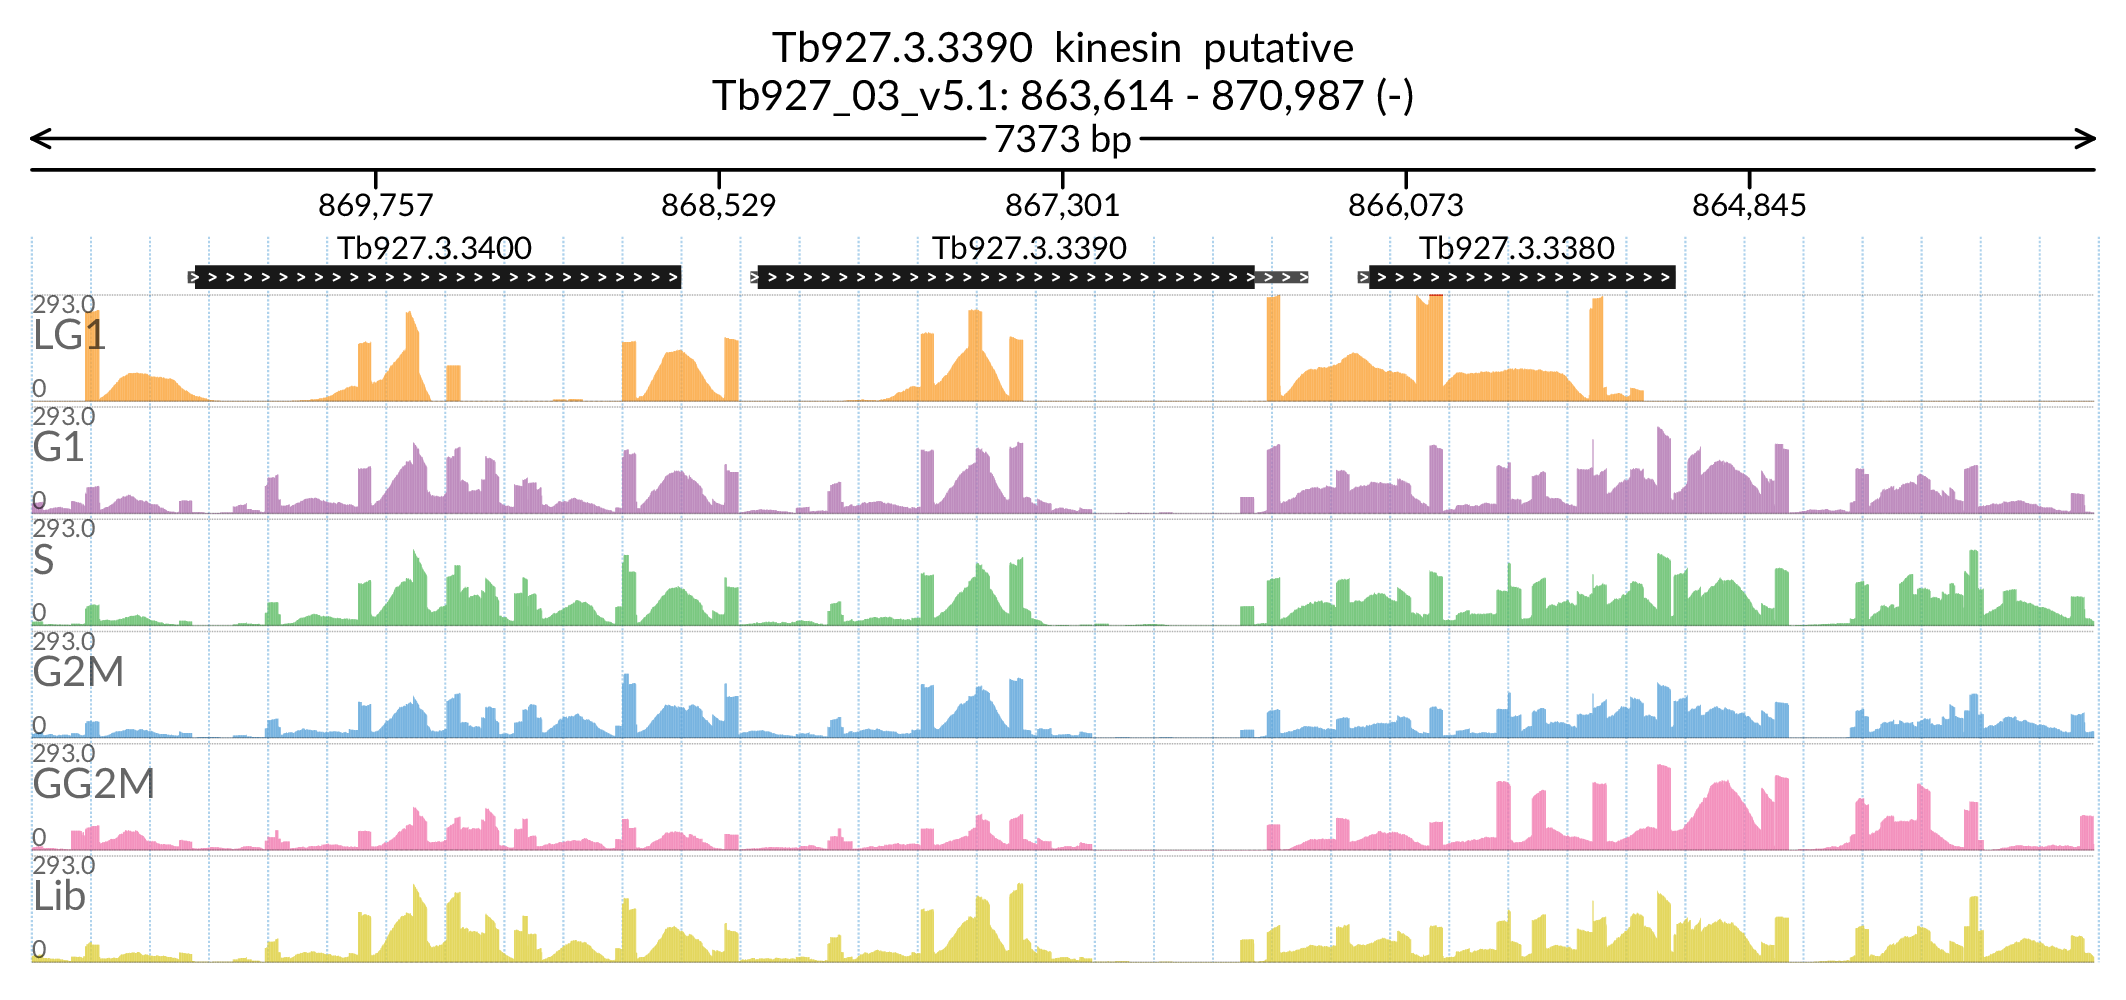 Tb927.3.3390 kinesin putative
Tb927_03_v5.1: 863,614 - 870,987 (-)
7373 bp
869,757 868,529 867,301 866,073 864,845
Tb927.3.3400 Tb927.3.3390 Tb927.3.3380
293.0
LG1
0
293.0
G1
0
293.0
S
0
293.0
G2M
0
293.0
GG2M
0
293.0
Lib
0